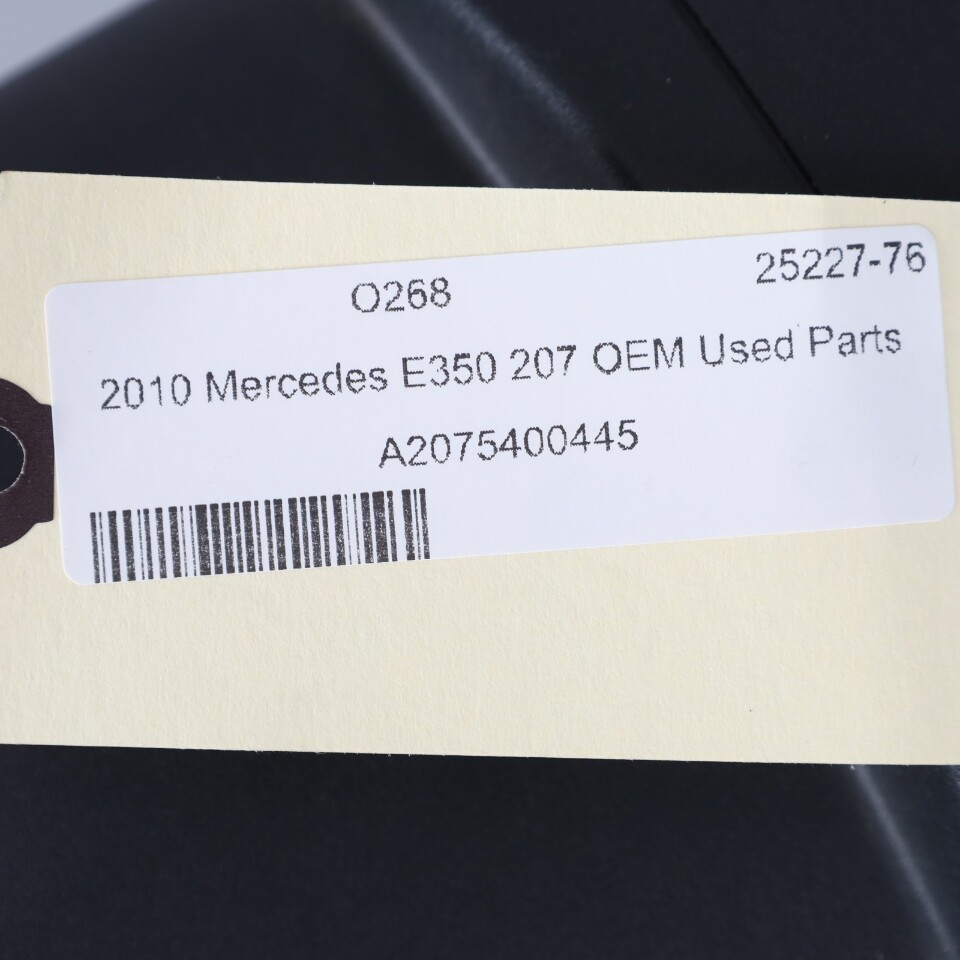 O268 25227-76
2010 Mercedes E350 207 OEM Used Parts
A2075400445